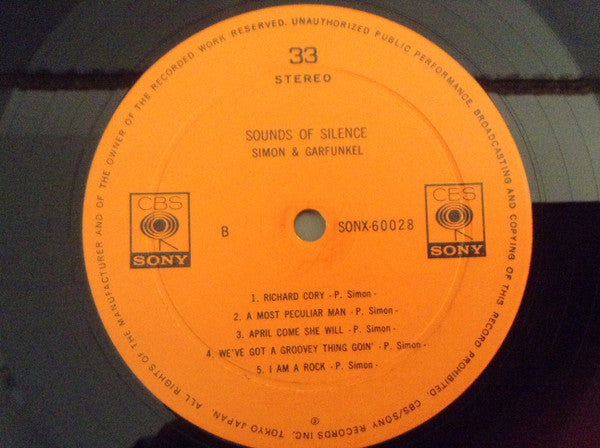 ALL RIGHTS OF THE MANUFACTURER AND OF THE OWNER OF THE RECORDED WORK RESERVED. UNAUTHORIZED PUBLIC PERFORMANCE, BROADCASTING AND COPYING OF THIS RECORD PROHIBITED. CBS/SONY RECORDS INC. TOKYO JAPAN.
33
STEREO
SOUNDS OF SILENCE
SIMON & GARFUNKEL
CBS
SONY
B
SONX-60028
CBS
SONY
1. RICHARD CORY - P. Simon -
2. A MOST PECULIAR MAN - P. Simon -
3. APRIL COME SHE WILL - P. Simon -
4. WE'VE GOT A GROOVEY THING GOIN' - P. Simon -
5. I AM A ROCK - P. Simon -
℗